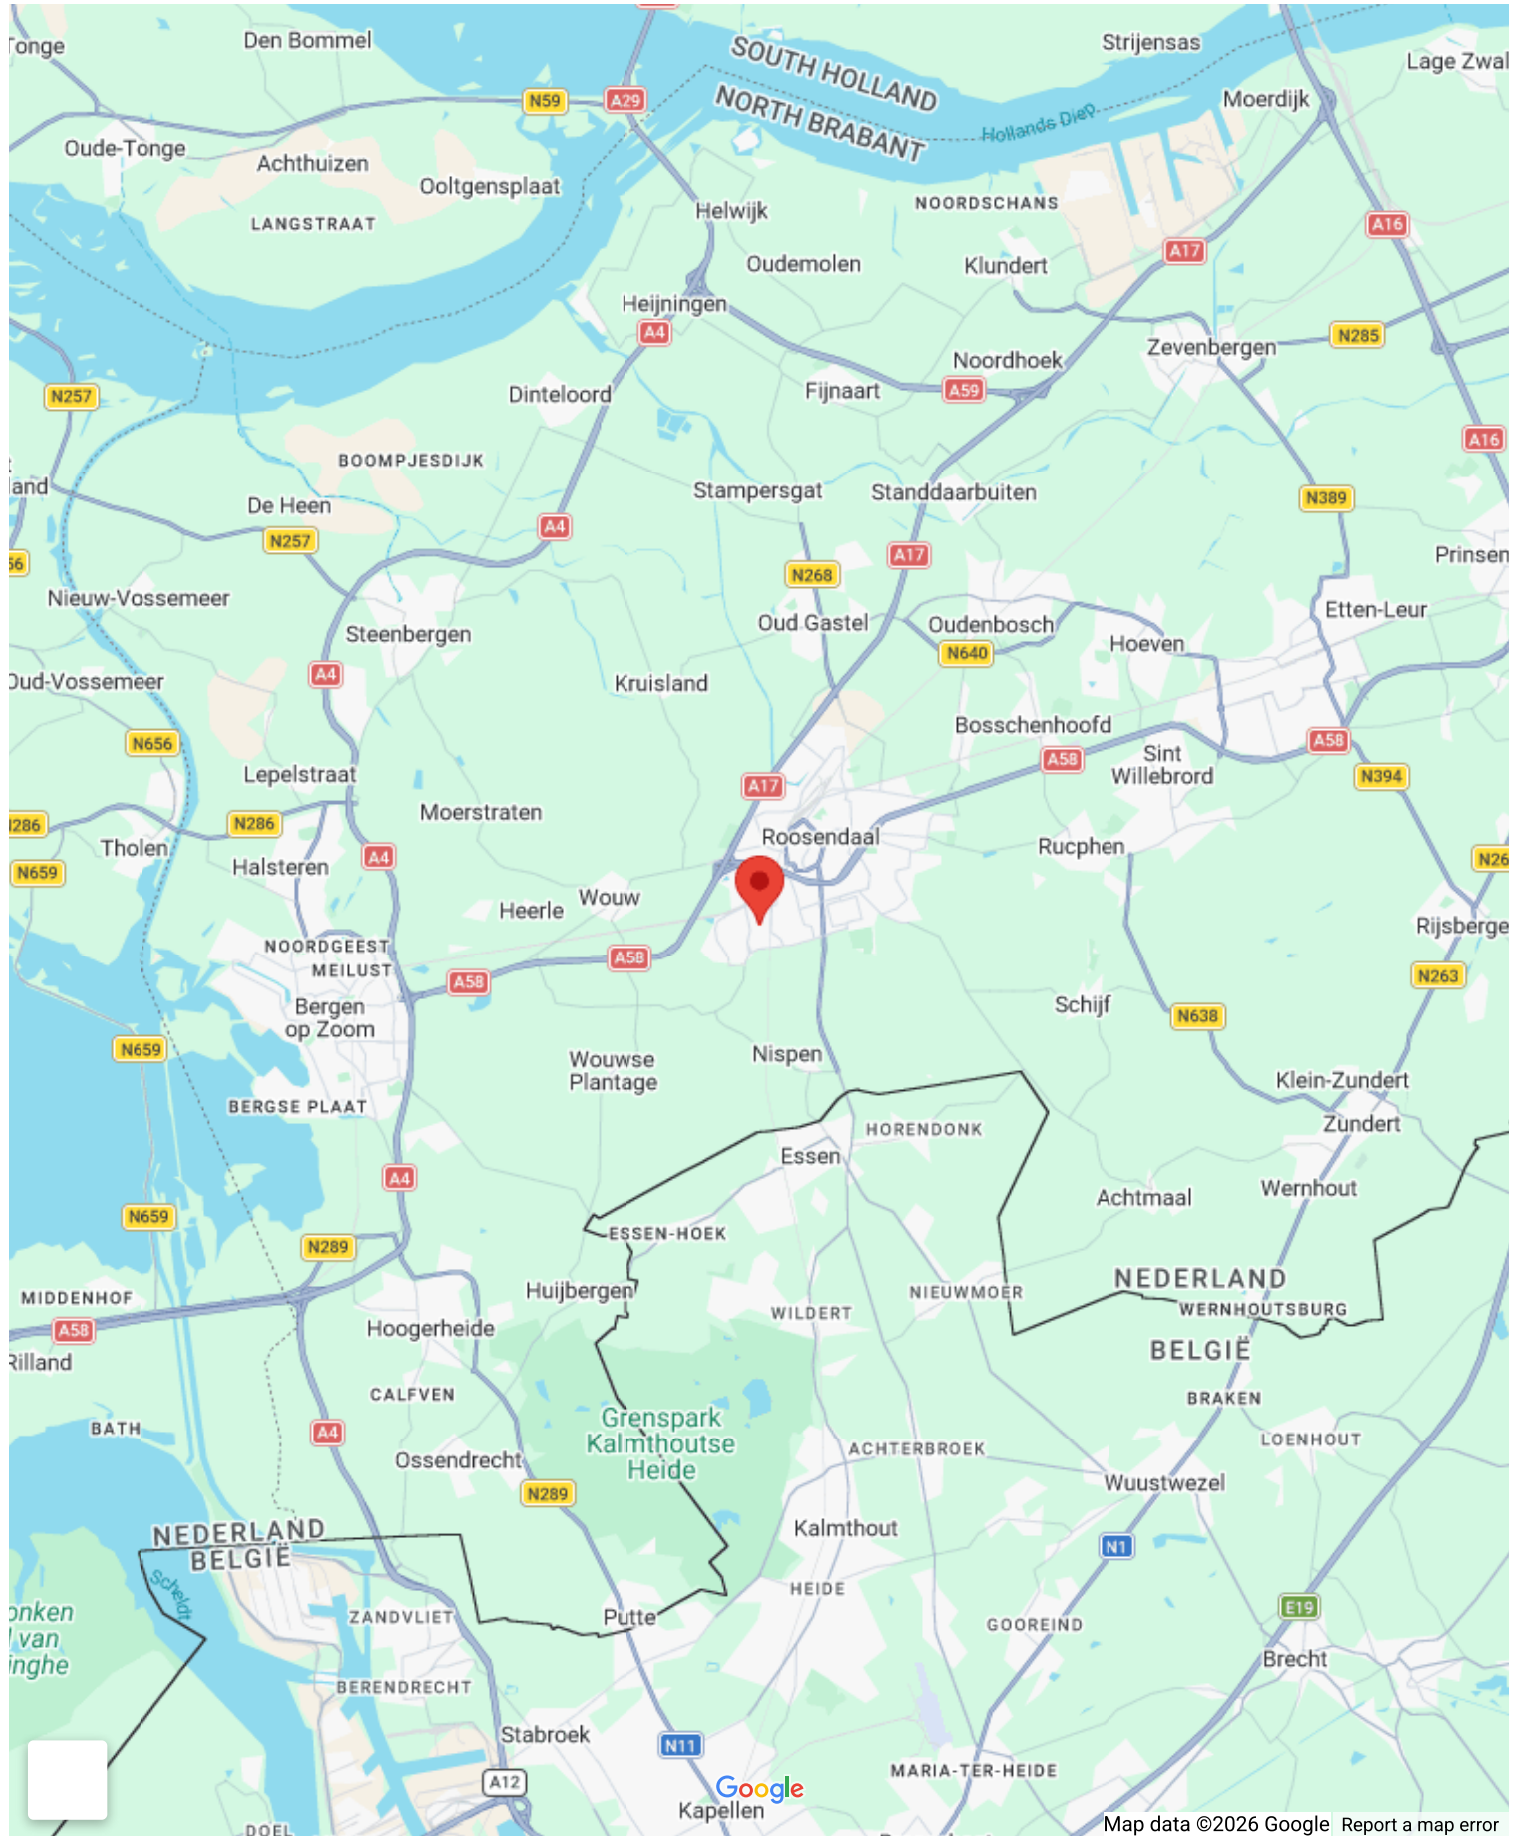 Tonge
Den Bommel
SOUTH HOLLAND
Strijensas
Lage Zwal
N59
A29
NORTH BRABANT
Hollands Diep
Moerdijk
Oude-Tonge
Achthuizen
Ooltgensplaat
LANGSTRAAT
Helwijk
NOORDSCHANS
A16
A17
Oudemolen
Klundert
Heijningen
A4
N285
Zevenbergen
Noordhoek
N257
Dinteloord
Fijnaart
A59
A16
BOOMPJESDIJK
land
Stampersgat
Standdaarbuiten
De Heen
N389
N257
A4
A17
Prinsen
56
N268
Nieuw-Vossemeer
Etten-Leur
Steenbergen
Oud Gastel
Oudenbosch
Hoeven
N640
A4
Oud-Vossemeer
Kruisland
Bosschenhoofd
N656
A58
A58
Sint
Willebrord
Lepelstraat
A17
N394
Moerstraten
N286
N286
Roosendaal
Tholen
Rucphen
A4
Halsteren
N26
N659
Wouw
Heerle
Rijsberge
NOORDGEEST
MEILUST
A58
A58
N263
Bergen
op Zoom
Schijf
N638
N659
Wouwse
Plantage
Nispen
Klein-Zundert
BERGSE PLAAT
Zundert
HORENDONK
Essen
A4
Achtmaal
Wernhout
N659
ESSEN-HOEK
N289
NEDERLAND
Huijbergen
NIEUWMOER
MIDDENHOF
WILDERT
WERNHOUTSBURG
A58
Hoogerheide
BELGIË
Rilland
CALFVEN
BRAKEN
BATH
Grenspark
Kalmthoutse
Heide
A4
LOENHOUT
ACHTERBROEK
Ossendrecht
Wuustwezel
N289
NEDERLAND
BELGIË
Kalmthout
N1
Scheldt
HEIDE
onken
l van
inghe
ZANDVLIET
Putte
E19
GOOREIND
Brecht
BERENDRECHT
Stabroek
N11
MARIA-TER-HEIDE
A12
Google
Kapellen
DOEL
Map data ©2026 Google
Report a map error